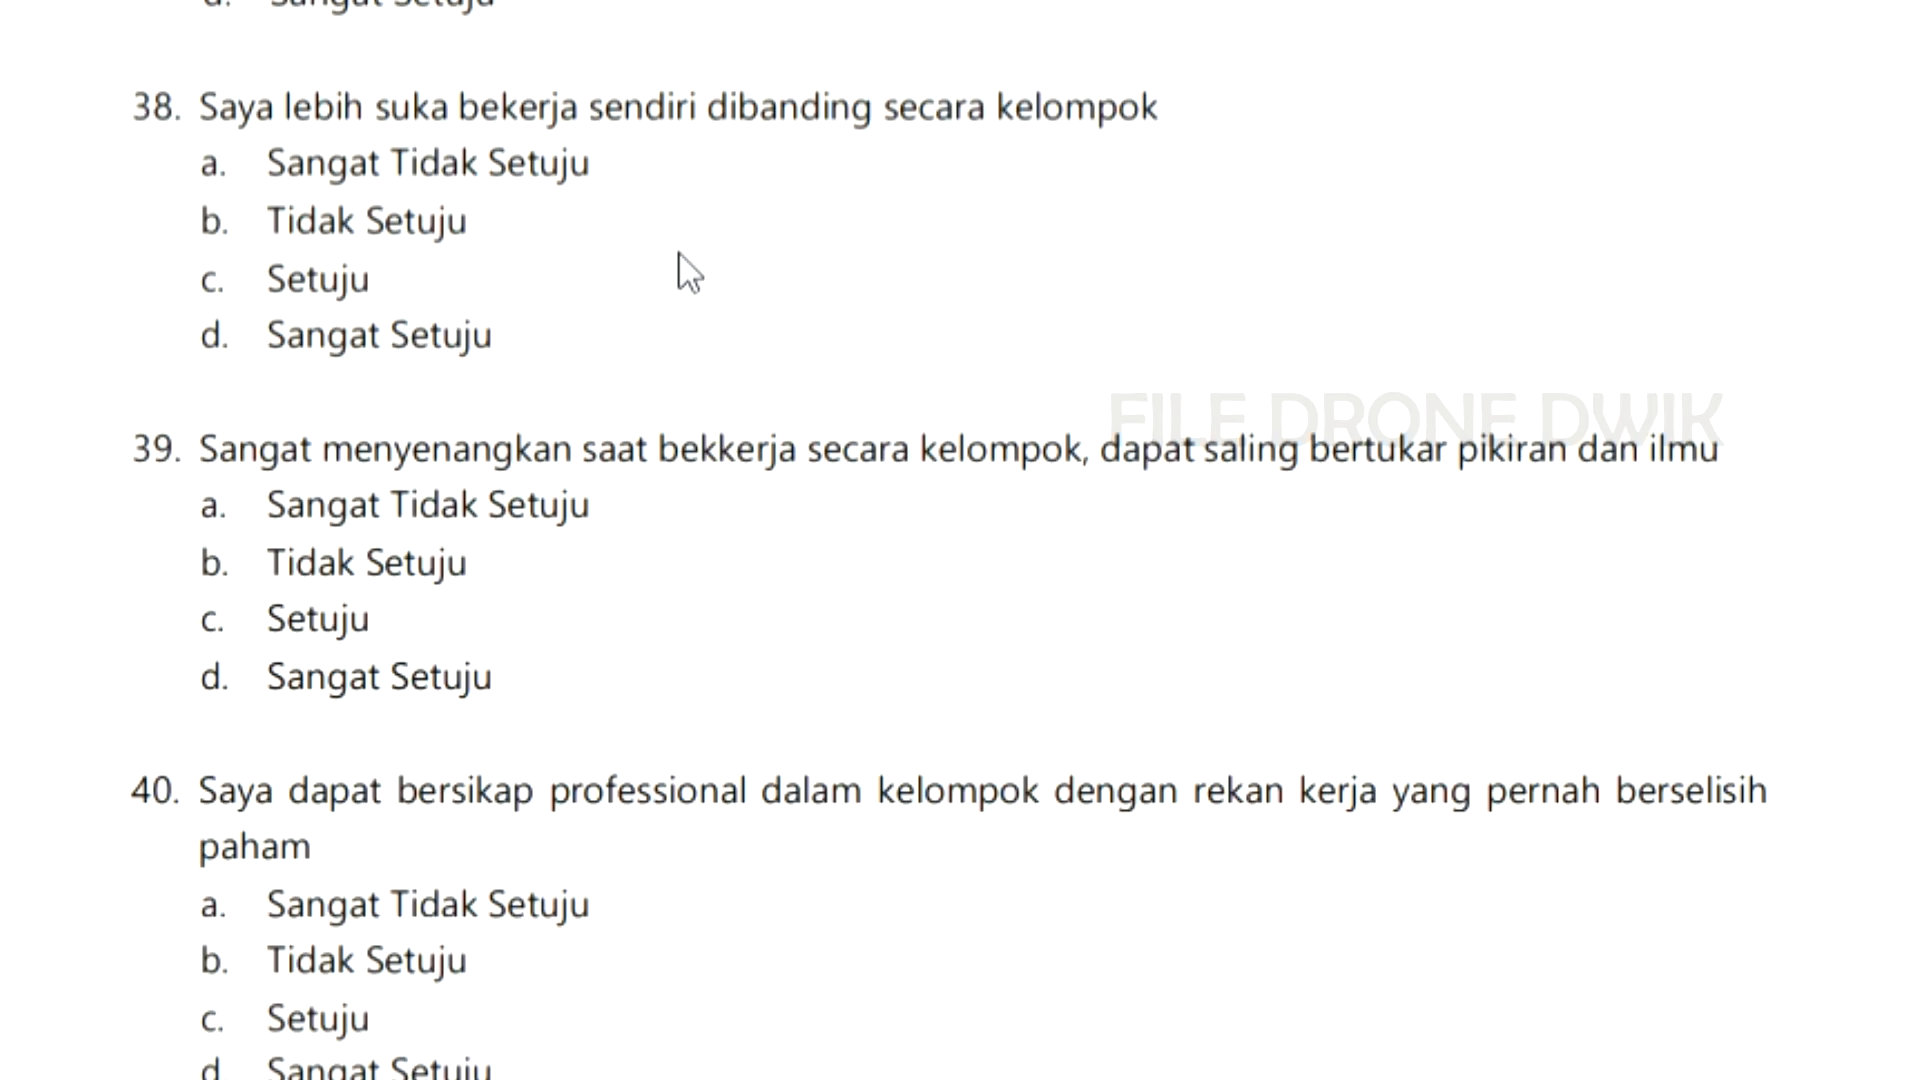 d. Sangat Setuju
38. Saya lebih suka bekerja sendiri dibanding secara kelompok
a. Sangat Tidak Setuju
b. Tidak Setuju
c. Setuju
d. Sangat Setuju
FILE DRONE DWIK
39. Sangat menyenangkan saat bekkerja secara kelompok, dapat saling bertukar pikiran dan ilmu
a. Sangat Tidak Setuju
b. Tidak Setuju
c. Setuju
d. Sangat Setuju
40. Saya dapat bersikap professional dalam kelompok dengan rekan kerja yang pernah berselisih
paham
a. Sangat Tidak Setuju
b. Tidak Setuju
c. Setuju
d Sangat Setuju